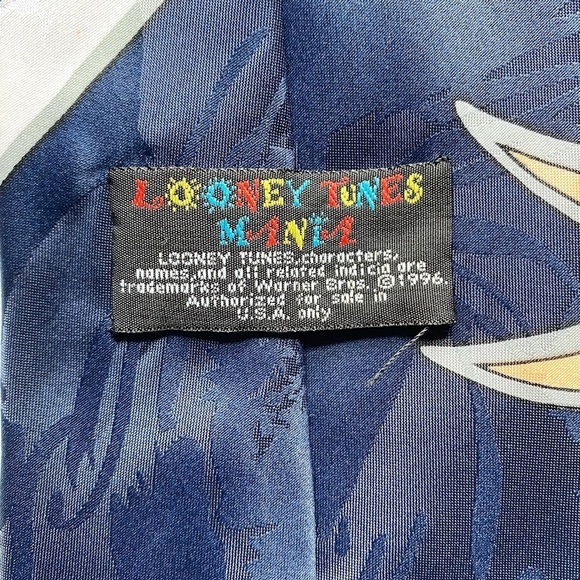 LOONEY TUNES
MANIA
LOONEY TUNES,characters,
names,and all related indicia are
trademarks of Warner Bros. ©1996.
Authorized for sale in
U.S.A. only